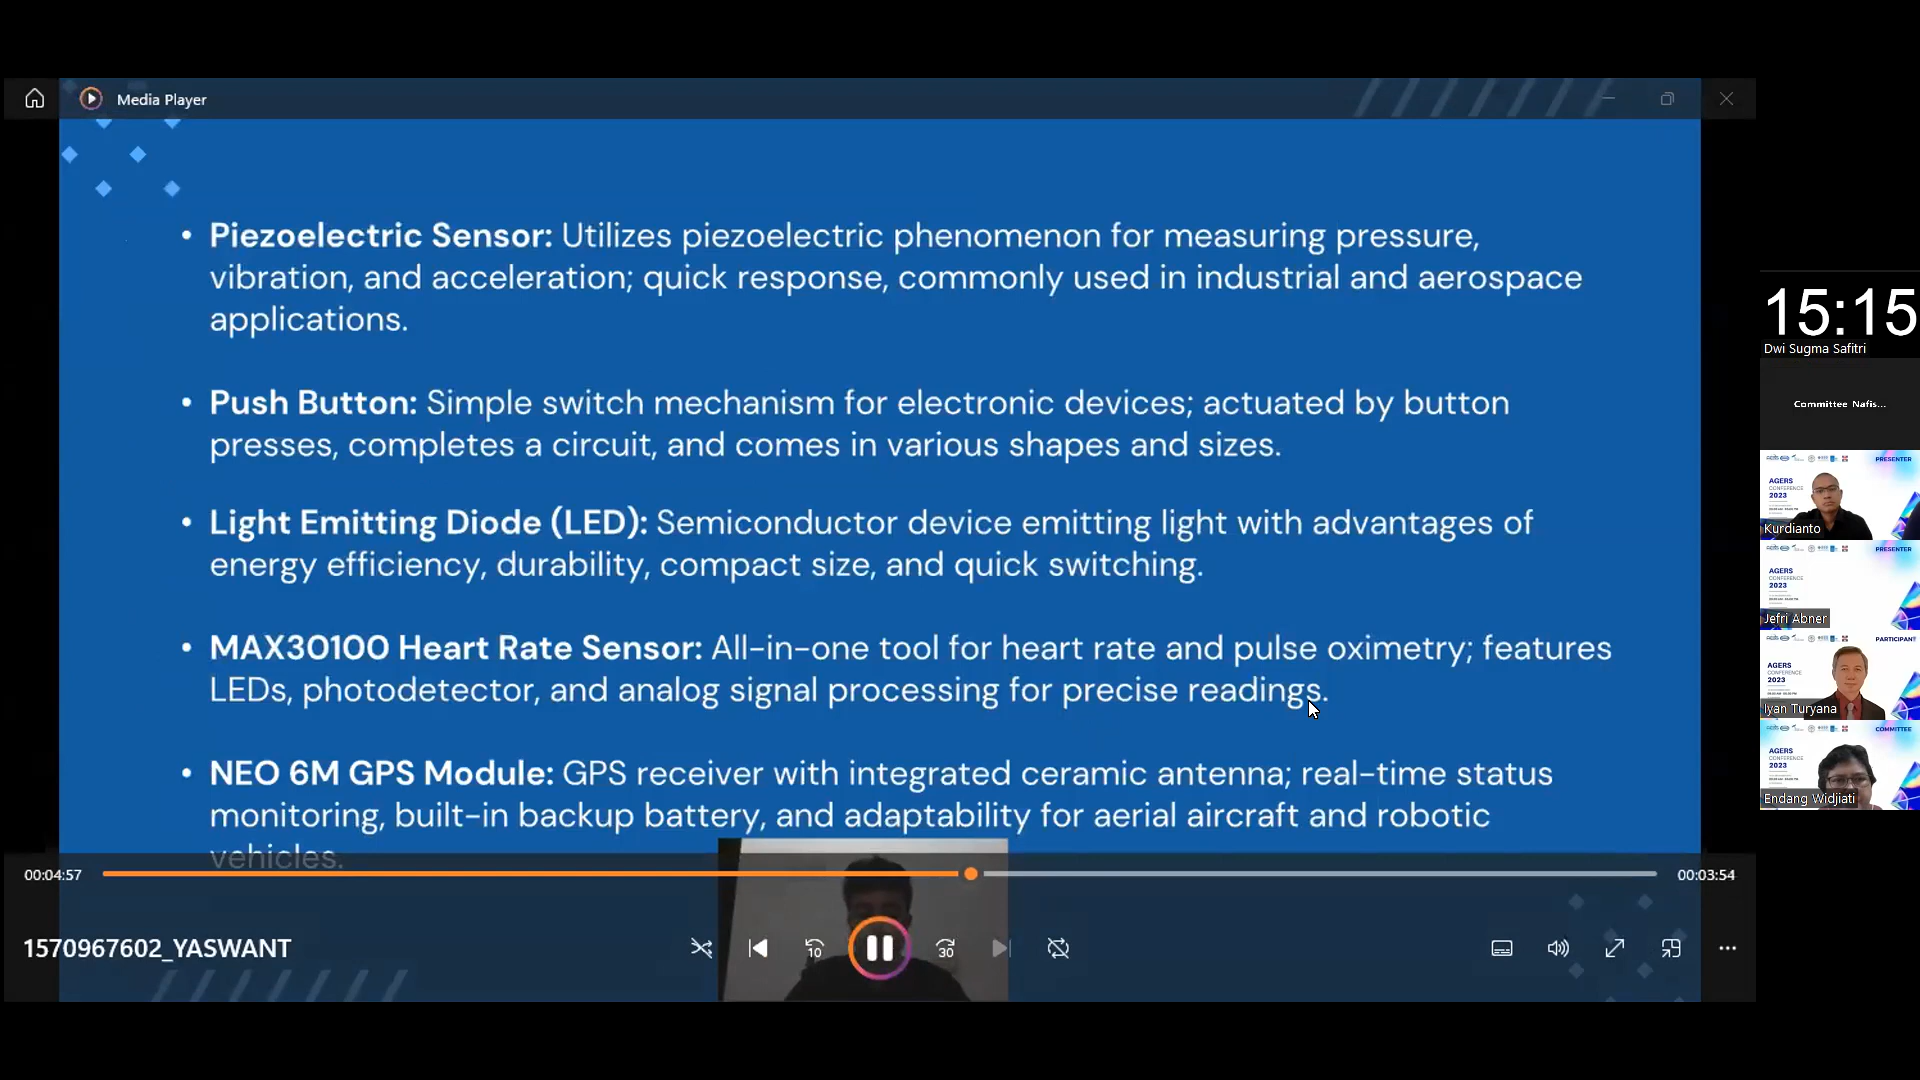 Media Player
• Piezoelectric Sensor: Utilizes piezoelectric phenomenon for measuring pressure,
vibration, and acceleration; quick response, commonly used in industrial and aerospace
applications.
• Push Button: Simple switch mechanism for electronic devices; actuated by button
presses, completes a circuit, and comes in various shapes and sizes.
• Light Emitting Diode (LED): Semiconductor device emitting light with advantages of
energy efficiency, durability, compact size, and quick switching.
• MAX30100 Heart Rate Sensor: All-in-one tool for heart rate and pulse oximetry; features
LEDs, photodetector, and analog signal processing for precise readings.
• NEO 6M GPS Module: GPS receiver with integrated ceramic antenna; real-time status
monitoring, built-in backup battery, and adaptability for aerial aircraft and robotic
vehicles.
00:04:57
00:03:54
1570967602_YASWANT
10
30
15:15
Dwi Sugma Safitri
Committee Nafis...
PRESENTER
AGERS
CONFERENCE
2023
Kurdianto
PRESENTER
AGERS
CONFERENCE
2023
Jefri Abner
PARTICIPANT
AGERS
CONFERENCE
2023
Iyan Turyana
COMMITTEE
AGERS
CONFERENCE
2023
Endang Widjiati